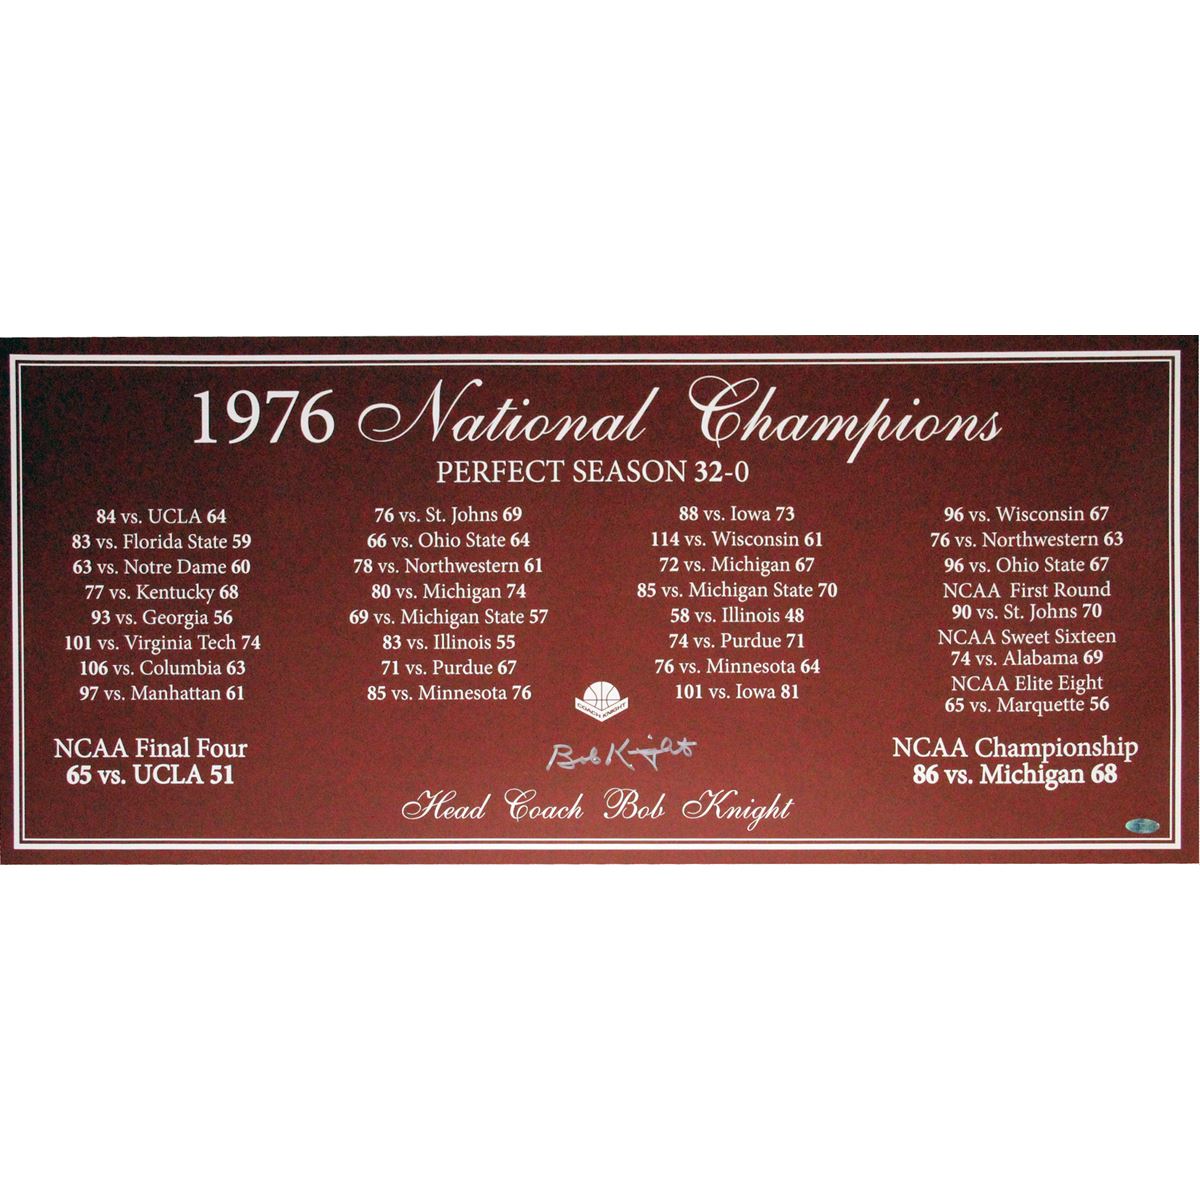 1976 National Champions
PERFECT SEASON 32-0
84 vs. UCLA 64
83 vs. Florida State 59
63 vs. Notre Dame 60
77 vs. Kentucky 68
93 vs. Georgia 56
101 vs. Virginia Tech 74
106 vs. Columbia 63
97 vs. Manhattan 61
76 vs. St. Johns 69
66 vs. Ohio State 64
78 vs. Northwestern 61
80 vs. Michigan 74
69 vs. Michigan State 57
83 vs. Illinois 55
71 vs. Purdue 67
85 vs. Minnesota 76
88 vs. Iowa 73
114 vs. Wisconsin 61
72 vs. Michigan 67
85 vs. Michigan State 70
58 vs. Illinois 48
74 vs. Purdue 71
76 vs. Minnesota 64
101 vs. Iowa 81
96 vs. Wisconsin 67
76 vs. Northwestern 63
96 vs. Ohio State 67
NCAA First Round
90 vs. St. Johns 70
NCAA Sweet Sixteen
74 vs. Alabama 69
NCAA Elite Eight
65 vs. Marquette 56
NCAA Final Four
65 vs. UCLA 51
COACH KNIGHT
Bob Knight
Head Coach Bob Knight
NCAA Championship
86 vs. Michigan 68